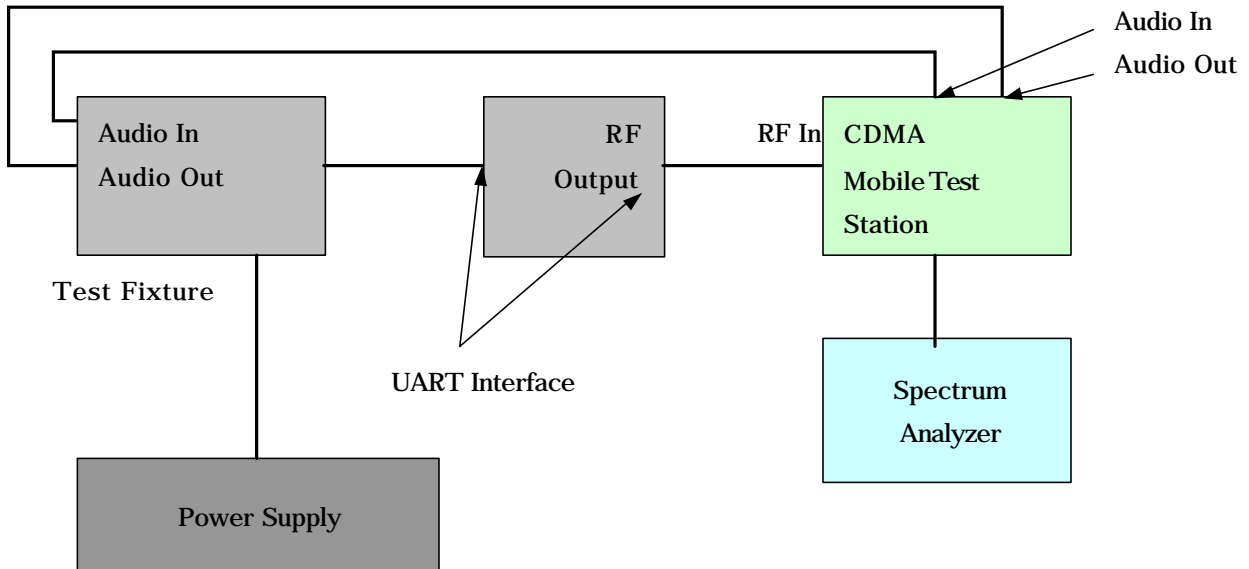 Audio In
Audio Out
Audio In
Audio Out
RF
Output
RF In
CDMA
Mobile Test
Station
Test Fixture
UART Interface
Spectrum
Analyzer
Power Supply